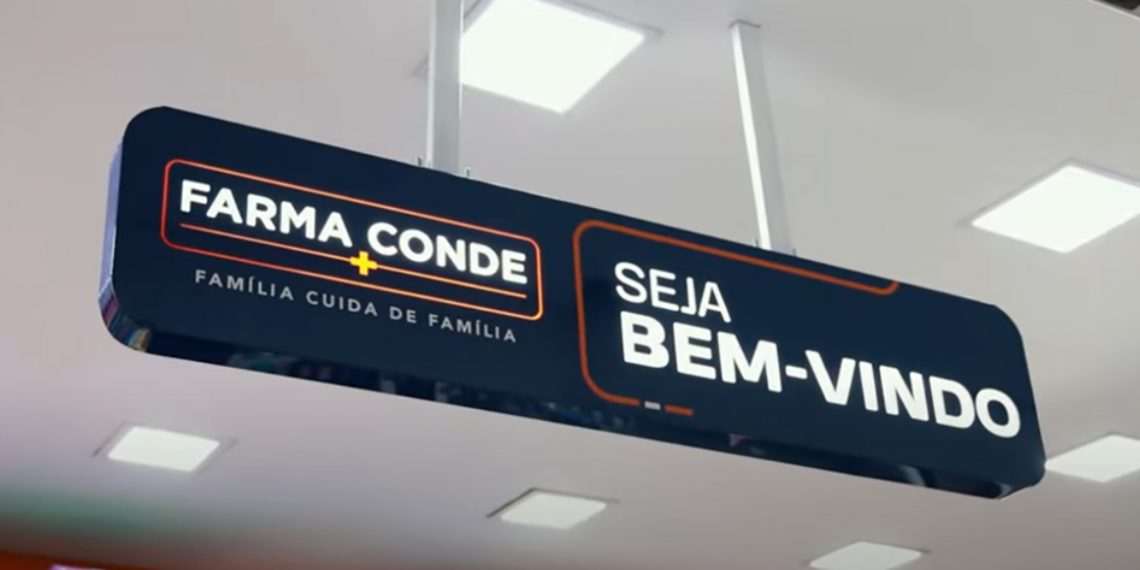 FARMA CONDE
FAMÍLIA CUIDA DE FAMÍLIA
SEJA
BEM-VINDO